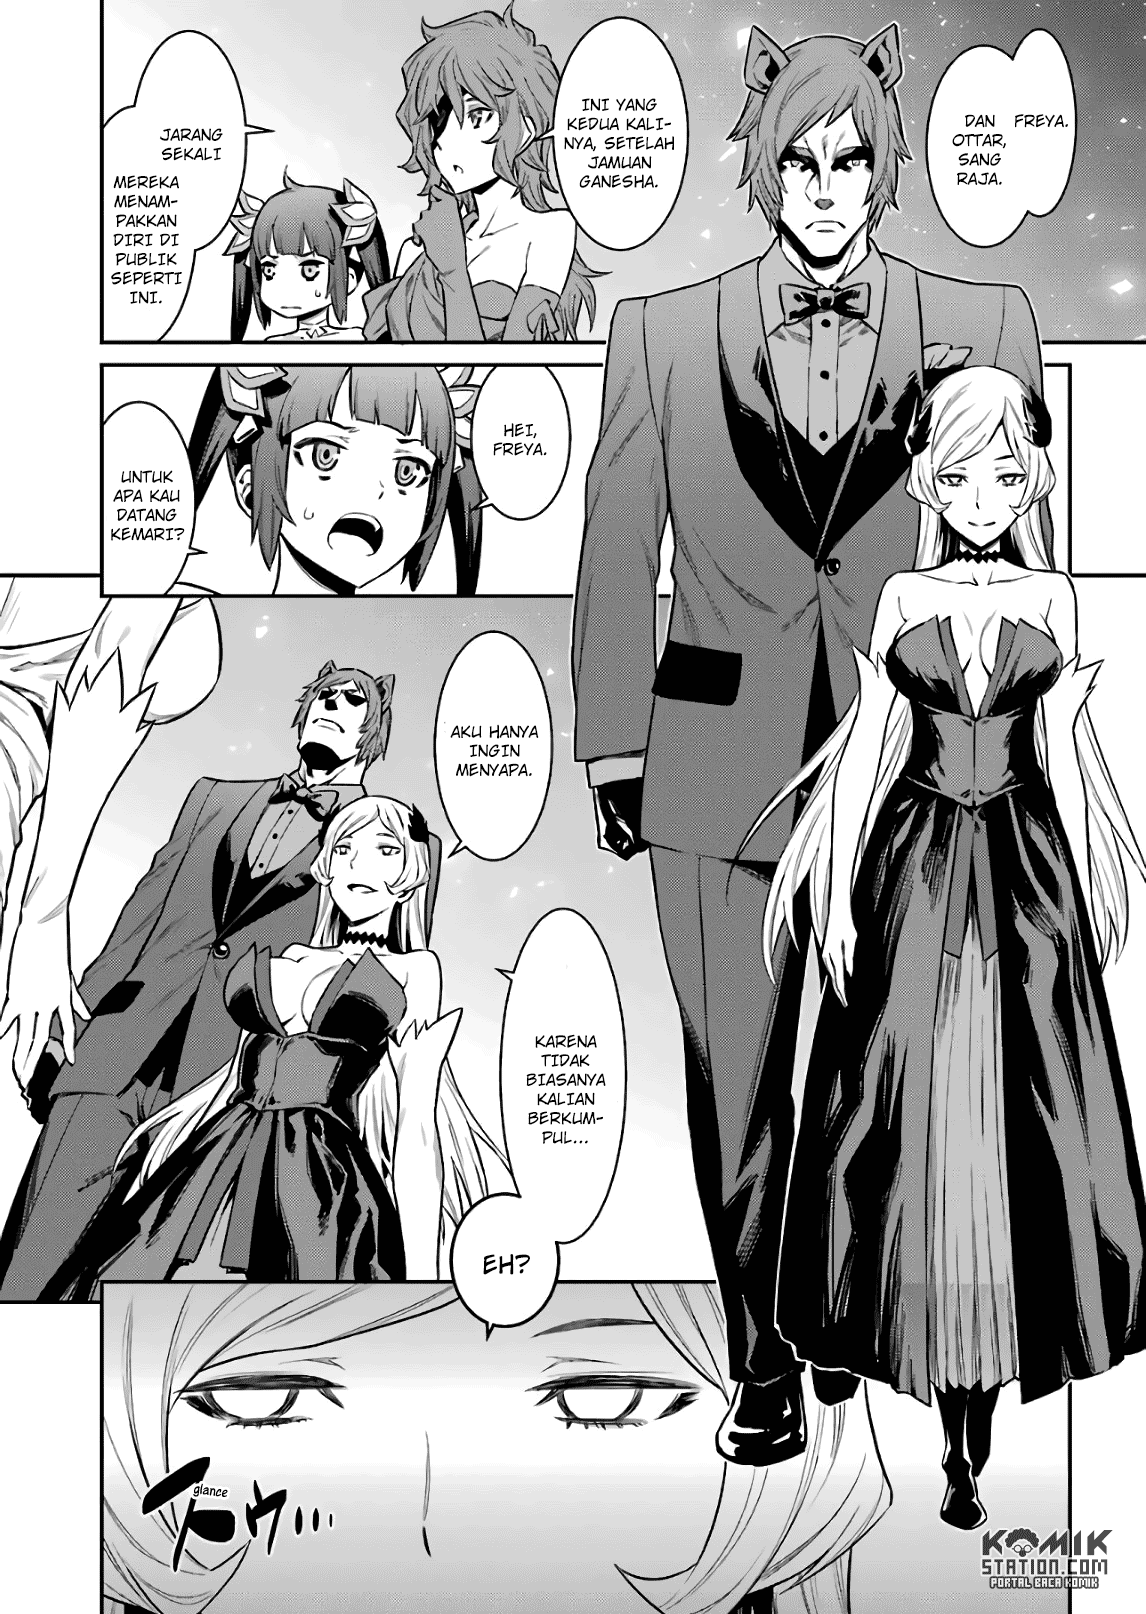 FREYA.
DAN
OTTAR,
SANG
RAJA.
INI YANG
KEDUA KALI-
NYA, SETELAH
JAMUAN
GANESHA.
JARANG
SEKALI
MEREKA
MENAM-
PAKKAN
DIRI DI
PUBLIK
SEPERTI
INI.
HEI,
FREYA.
UNTUK
APA KAU
DATANG
KEMARI?
AKU HANYA
INGIN
MENYAPA.
KARENA
TIDAK
BIASANYA
KALIAN
BERKUM-
PUL...
EH?
glance
KOMIK
STATION.COM
PORTAL BACA KOMIK